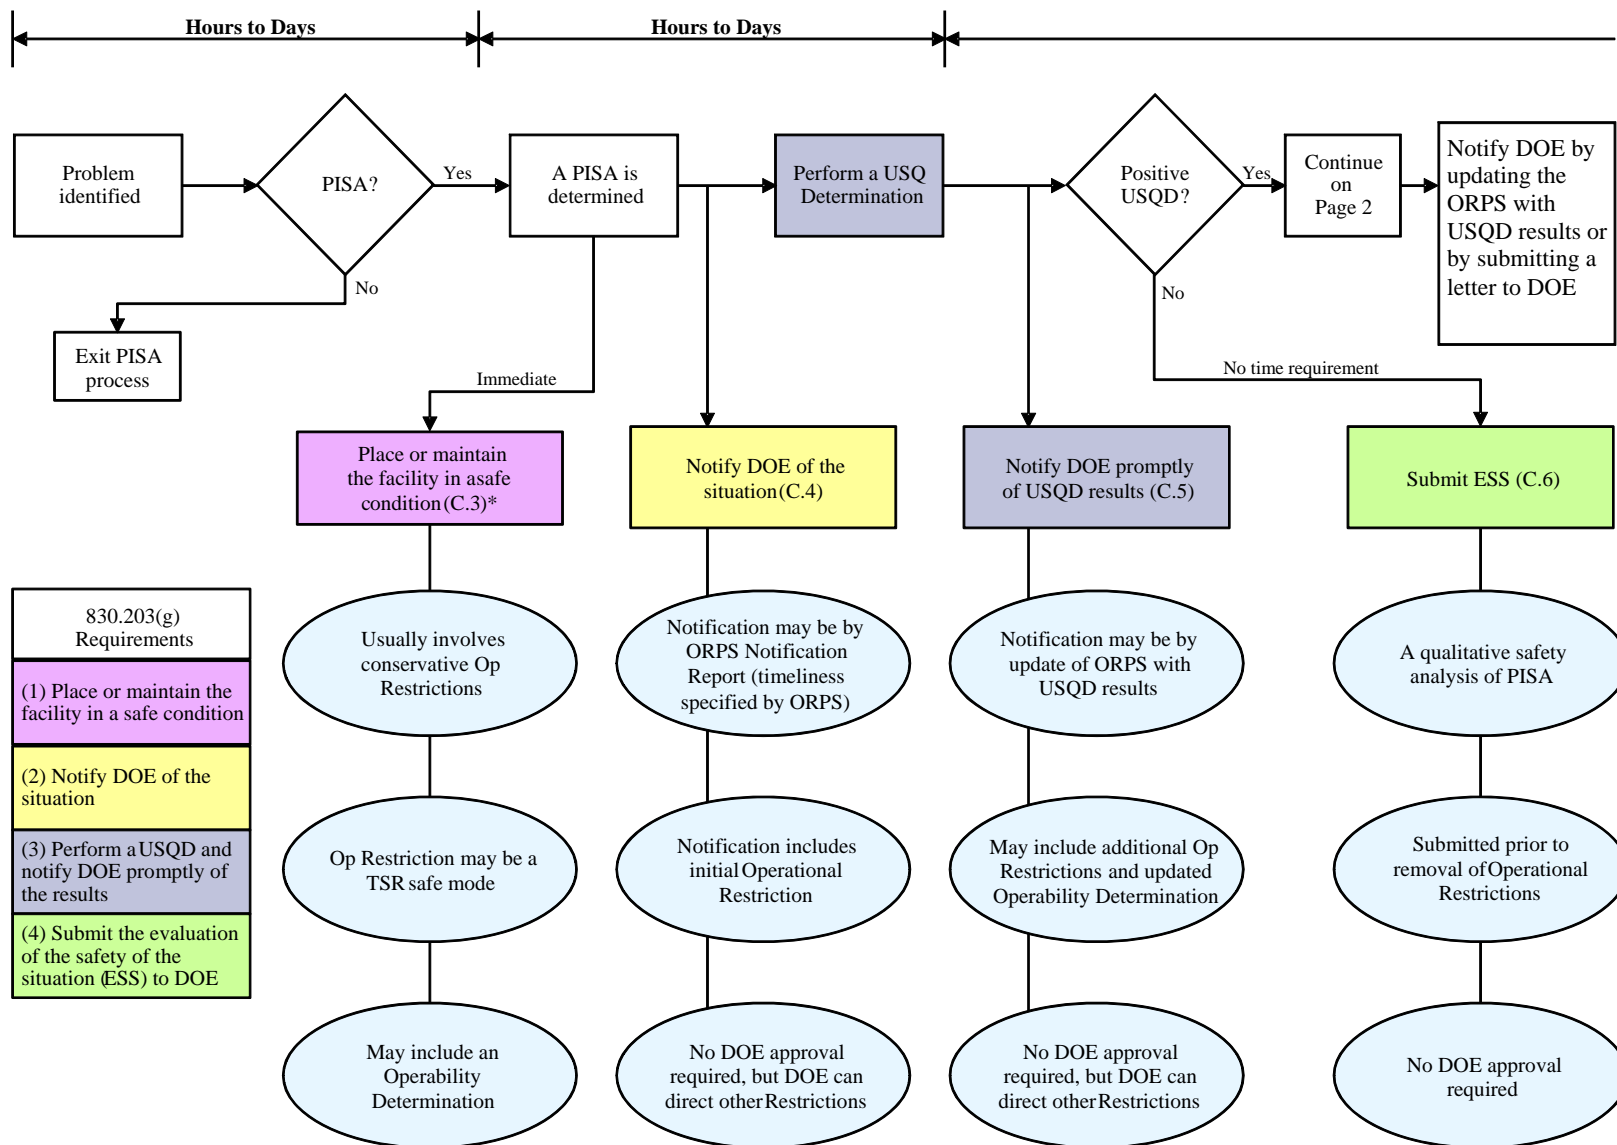 Hours to Days
Hours to Days
Problem
identified
PISA?
Yes
No
Exit PISA
process
A PISA is
determined
Immediate
Perform a USQ
Determination
Positive
USQD?
Yes
No
No time requirement
Continue
on
Page 2
Notify DOE by
updating the
ORPS with
USQD results or
by submitting a
letter to DOE
Place or maintain
the facility in asafe
condition (C.3)*
Notify DOE of the
situation (C.4)
Notify DOE promptly
of USQD results (C.5)
Submit ESS (C.6)
830.203(g)
Requirements
(1) Place or maintain the
facility in a safe condition
(2) Notify DOE of the
situation
(3) Perform a USQD and
notify DOE promptly of
the results
(4) Submit the evaluation
of the safety of the
situation (ESS) to DOE
Usually involves
conservative Op
Restrictions
Notification may be by
ORPS Notification
Report (timeliness
specified by ORPS)
Notification may be by
update of ORPS with
USQD results
A qualitative safety
analysis of PISA
Op Restriction may be a
TSR safe mode
Notification includes
initial Operational
Restriction
May include additional Op
Restrictions and updated
Operability Determination
Submitted prior to
removal of Operational
Restrictions
May include an
Operability
Determination
No DOE approval
required, but DOE can
direct other Restrictions
No DOE approval
required, but DOE can
direct other Restrictions
No DOE approval
required